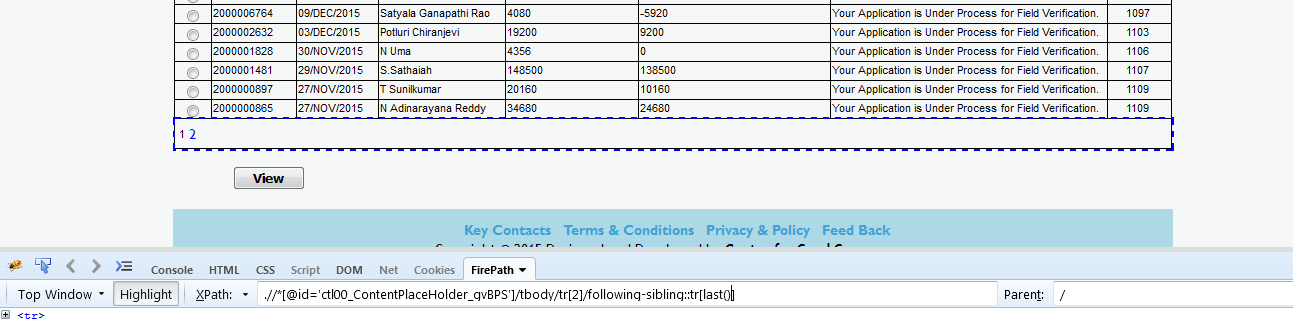 2000006764 09/DEC/2015 Satyala Ganapathi Rao 4080 -5920 Your Application is Under Process for Field Verification. 1097
2000002632 03/DEC/2015 Potluri Chiranjevi 19200 9200 Your Application is Under Process for Field Verification. 1103
2000001828 30/NOV/2015 N Uma 4356 0 Your Application is Under Process for Field Verification. 1106
2000001481 29/NOV/2015 S.Sathaiah 148500 138500 Your Application is Under Process for Field Verification. 1107
2000000897 27/NOV/2015 T Sunilkumar 20160 10160 Your Application is Under Process for Field Verification. 1109
2000000865 27/NOV/2015 N Adinarayana Reddy 34680 24680 Your Application is Under Process for Field Verification. 1109
1 2
View
Key Contacts Terms & Conditions Privacy & Policy Feed Back
Console HTML CSS Script DOM Net Cookies FirePath
Top Window Highlight XPath: .//*[@id='ctl00_ContentPlaceHolder_gvBPS']/tbody/tr[2]/following-sibling::tr[last()] Parent: /
<tr>